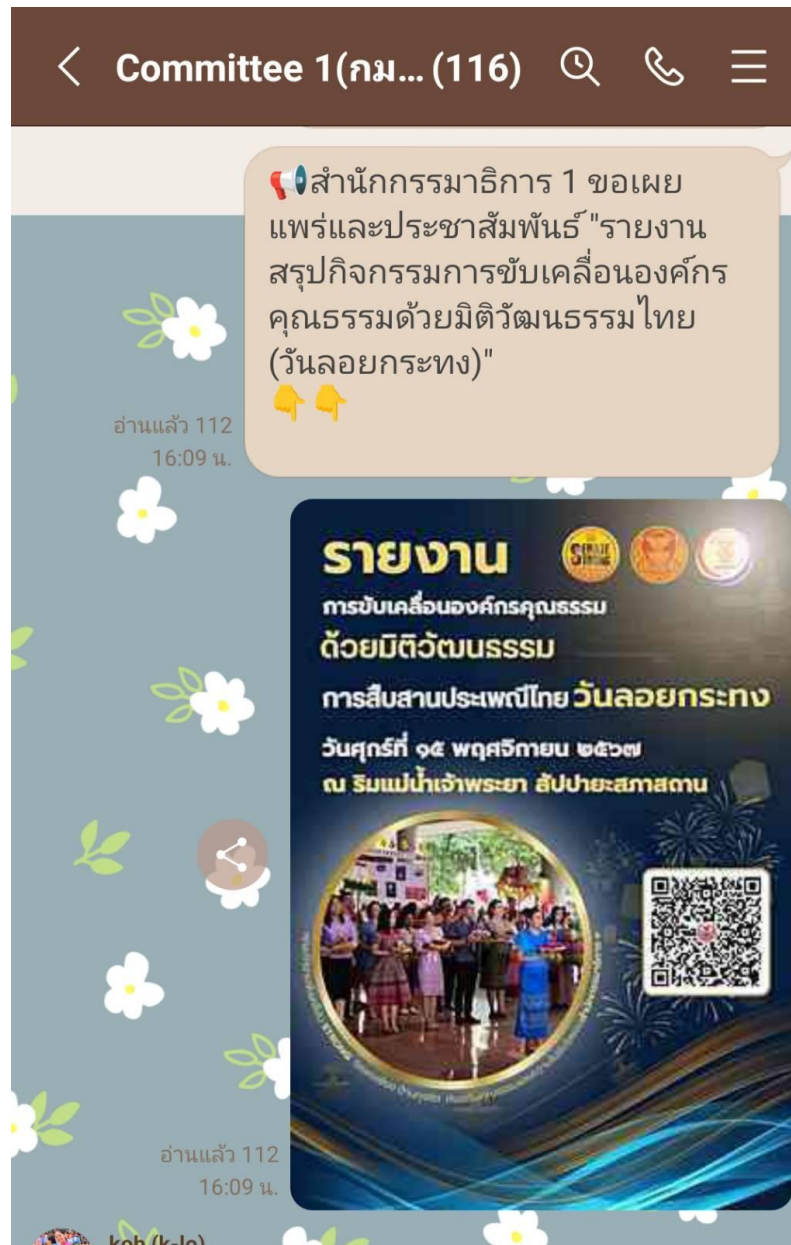 Committee 1(กม... (116)
📢สำนักกรรมาธิการ 1 ขอเผย
แพร่และประชาสัมพันธ์ "รายงาน
สรุปกิจกรรมการขับเคลื่อนองค์กร
คุณธรรมด้วยมิติวัฒนธรรมไทย
(วันลอยกระทง)"
👇👇
อ่านแล้ว 112
16:09 น.
รายงาน
การขับเคลื่อนองค์กรคุณธรรม
ด้วยมิติวัฒนธรรม
การสืบสานประเพณีไทย วันลอยกระทง
วันศุกร์ที่ ๑๕ พฤศจิกายน ๒๕๖๗
ณ ริมแม่น้ำเจ้าพระยา สัปปายะสภาสถาน
STRONG
อ่านแล้ว 112
16:09 น.
koh (k-lo)